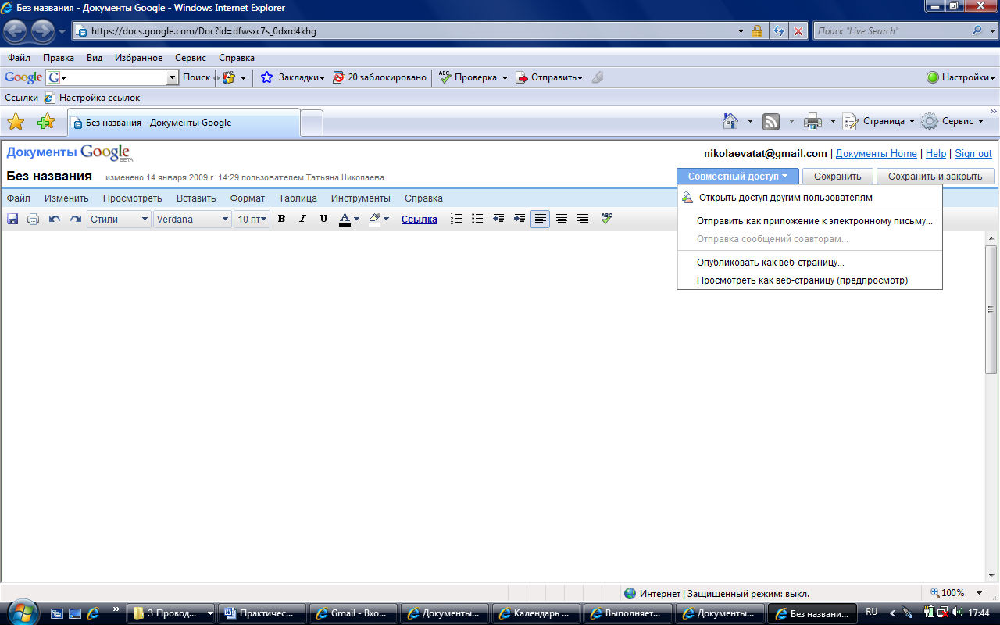 Без названия - Документы Google - Windows Internet Explorer
https://docs.google.com/Doc?id=dfwsxc7s_0dxrd4khg
Поиск "Live Search"
Файл Правка Вид Избранное Сервис Справка
Google G Поиск Закладки 20 заблокировано ABC Проверка Отправить Настройки
Ссылки Настройка ссылок
Без названия - Документы Google Страница Сервис
Документы Google BETA nikolaevatat@gmail.com | Документы Home | Help | Sign out
Без названия изменено 14 января 2009 г. 14:29 пользователем Татьяна Николаева Совместный доступ Сохранить Сохранить и закрыть
Файл Изменить Просмотреть Вставить Формат Таблица Инструменты Справка
Стили Verdana 10 пт B I U A Ссылка ABC
Открыть доступ другим пользователям
Отправить как приложение к электронному письму...
Отправка сообщений соавторам...
Опубликовать как веб-страницу...
Просмотреть как веб-страницу (предпросмотр)
Интернет | Защищенный режим: выкл. 100%
3 Провод... Практичес... Gmail - Вхо... Документы... Календарь ... Выполняет... Документы... Без названи... RU 17:44